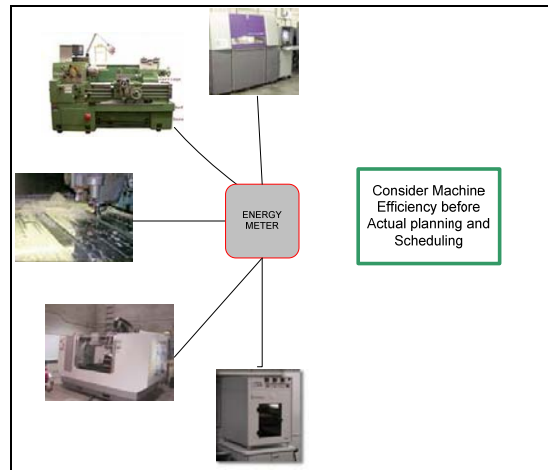 ENERGY
METER
Consider Machine
Efficiency before
Actual planning and
Scheduling